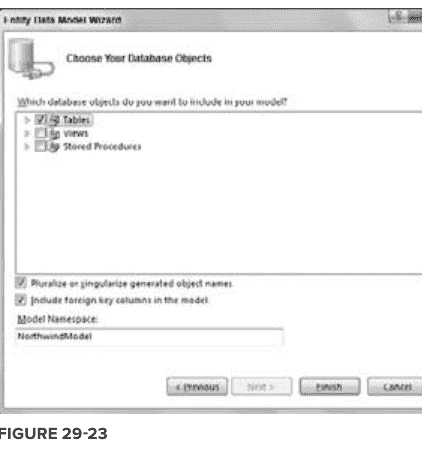 Entity Data Model Wizard
Choose Your Database Objects
Which database objects do you want to include in your model?
Tables
Views
Stored Procedures
Pluralize or singularize generated object names
Include foreign key columns in the model
Model Namespace:
NorthwindModel
< Previous
Next >
Finish
Cancel
FIGURE 29-23